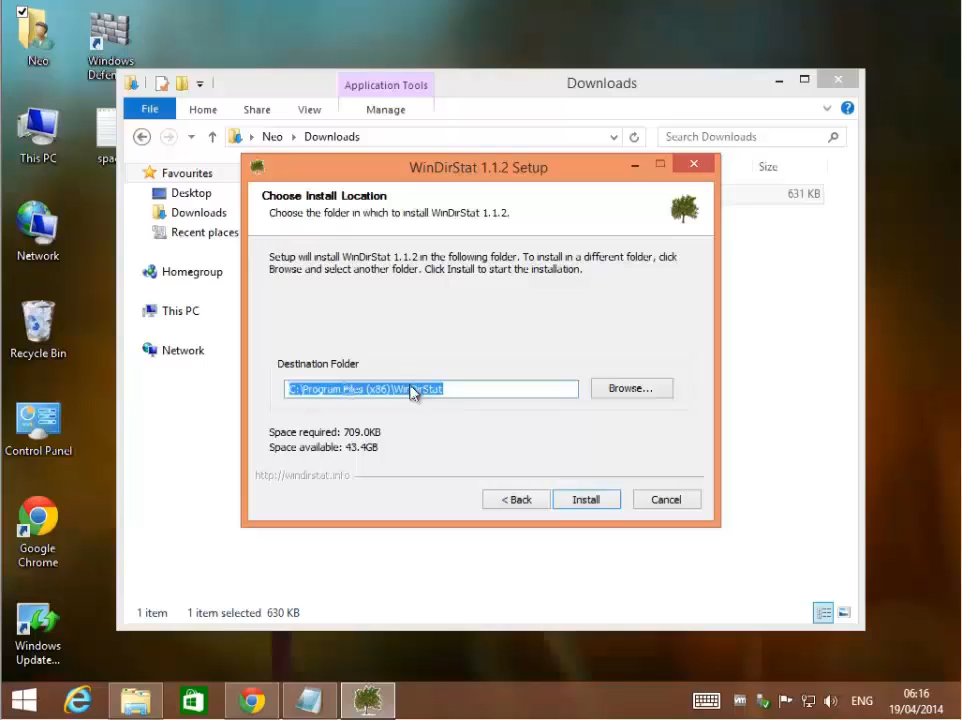 Neo
Windows
Defen
This PC
spa
Network
Recycle Bin
Control Panel
Google
Chrome
Windows
Update...
Application Tools
Downloads
File
Home
Share
View
Manage
Neo
Downloads
Search Downloads
Favourites
Desktop
Downloads
Recent places
Homegroup
This PC
Network
Size
631 KB
WinDirStat 1.1.2 Setup
Choose Install Location
Choose the folder in which to install WinDirStat 1.1.2.
Setup will install WinDirStat 1.1.2 in the following folder. To install in a different folder, click
Browse and select another folder. Click Install to start the installation.
Destination Folder
C:\Program Files (x86)\WinDirStat
Browse...
Space required: 709.0KB
Space available: 43.4GB
http://windirstat.info
< Back
Install
Cancel
1 item
1 item selected 630 KB
ENG
06:16
19/04/2014